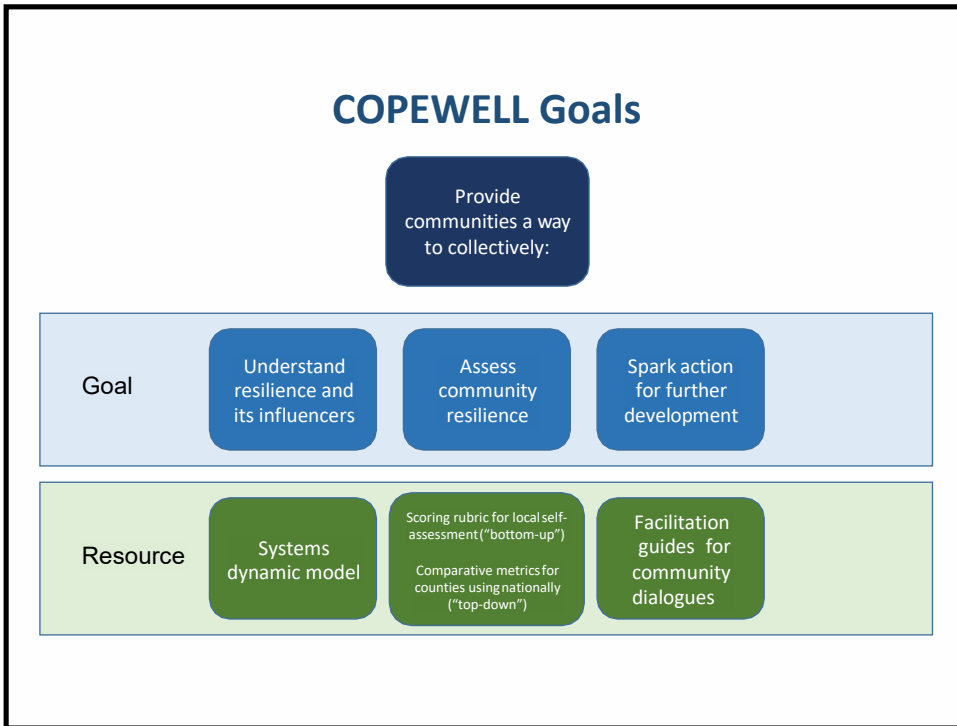 COPEWELL Goals
Provide
communities a way
to collectively:
Goal
Understand
resilience and
its influencers
Assess
community
resilience
Spark action
for further
development
Resource
Systems
dynamic model
Scoring rubric for local self-
assessment (“bottom-up”)
Comparative metrics for
counties using nationally
(“top-down”)
Facilitation
guides for
community
dialogues